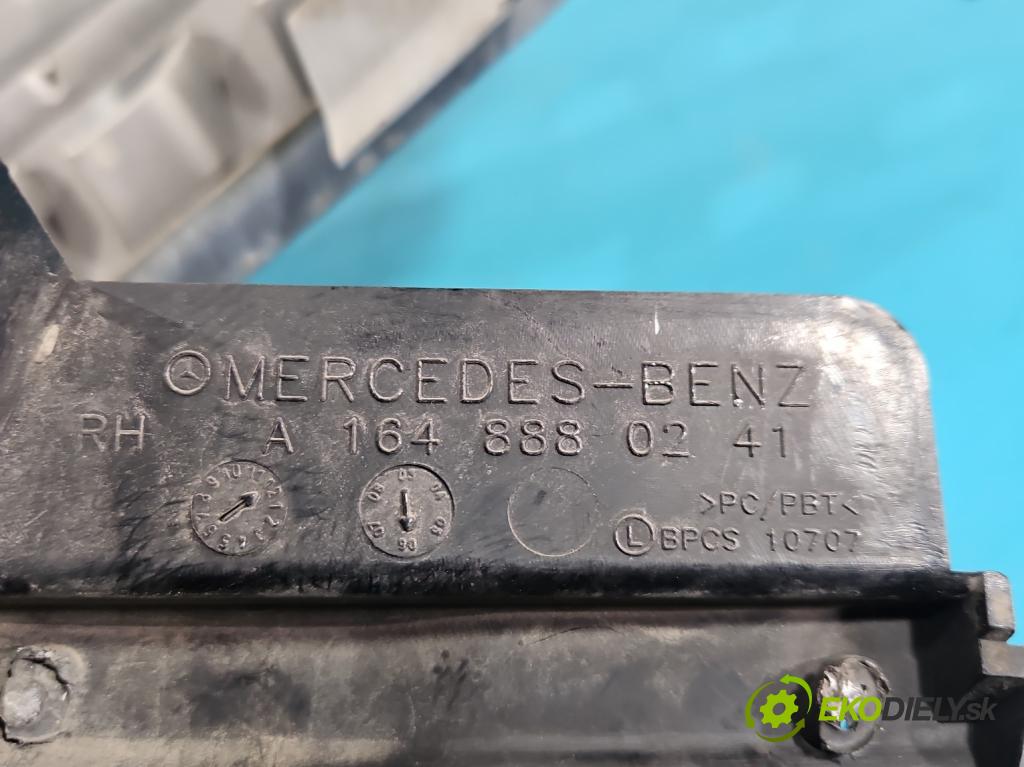 MERCEDES-BENZ
RH A 164 888 02 41
>PC/PBT<
L BPCS 10707
EKODIELY.sk